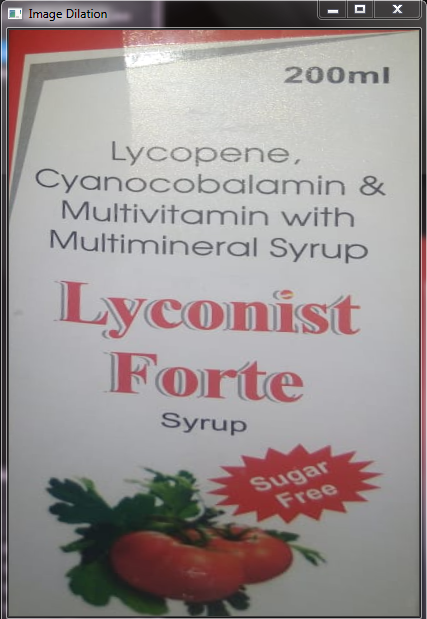 Image Dilation
200ml
Lycopene,
Cyanocobalamin &
Multivitamin with
Multimineral Syrup
Lyconist
Forte
Syrup
Sugar
Free